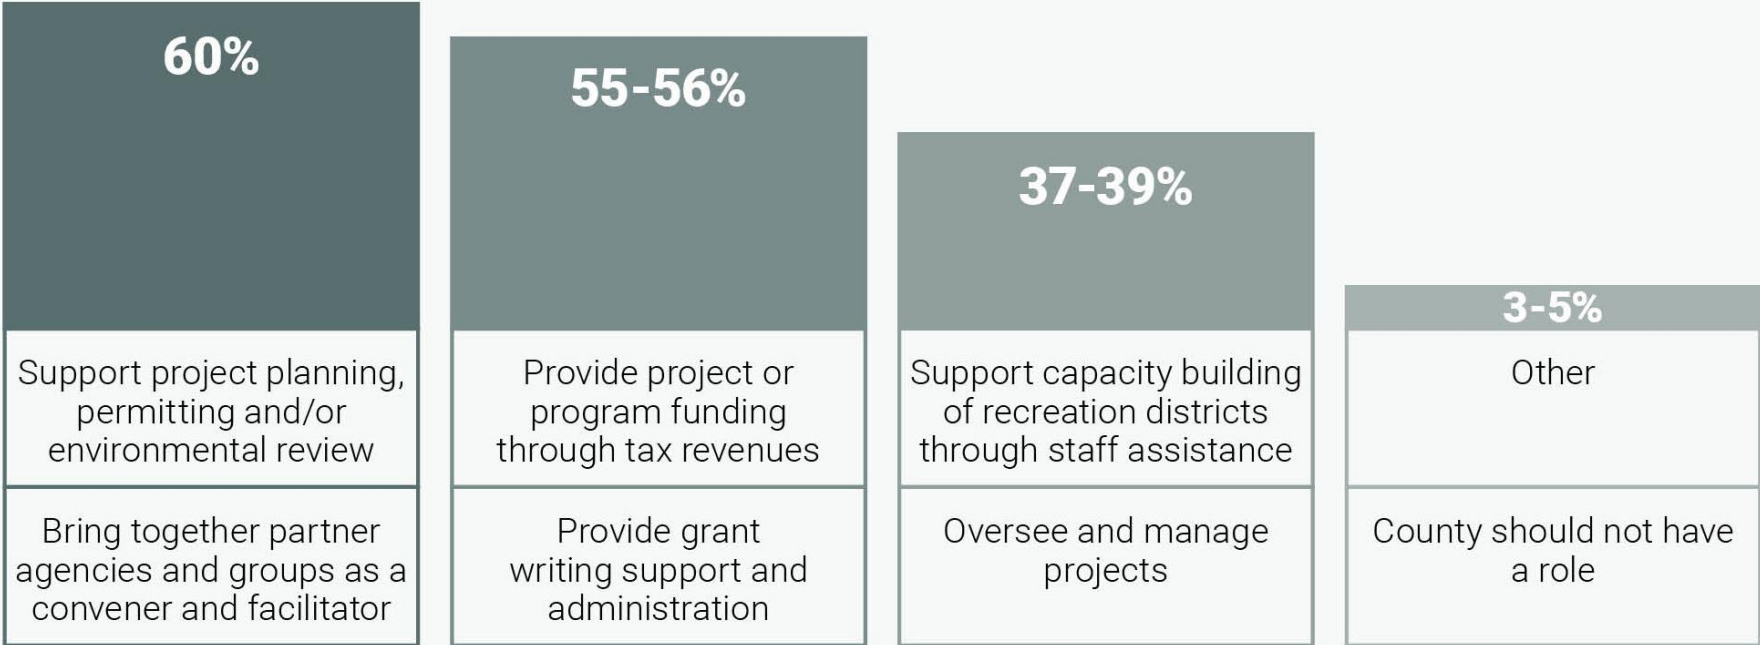 60%
Support project planning,
permitting and/or
environmental review
Bring together partner
agencies and groups as a
convener and facilitator
55-56%
Provide project or
program funding
through tax revenues
Provide grant
writing support and
administration
37-39%
Support capacity building
of recreation districts
through staff assistance
Oversee and manage
projects
3-5%
Other
County should not have
a role